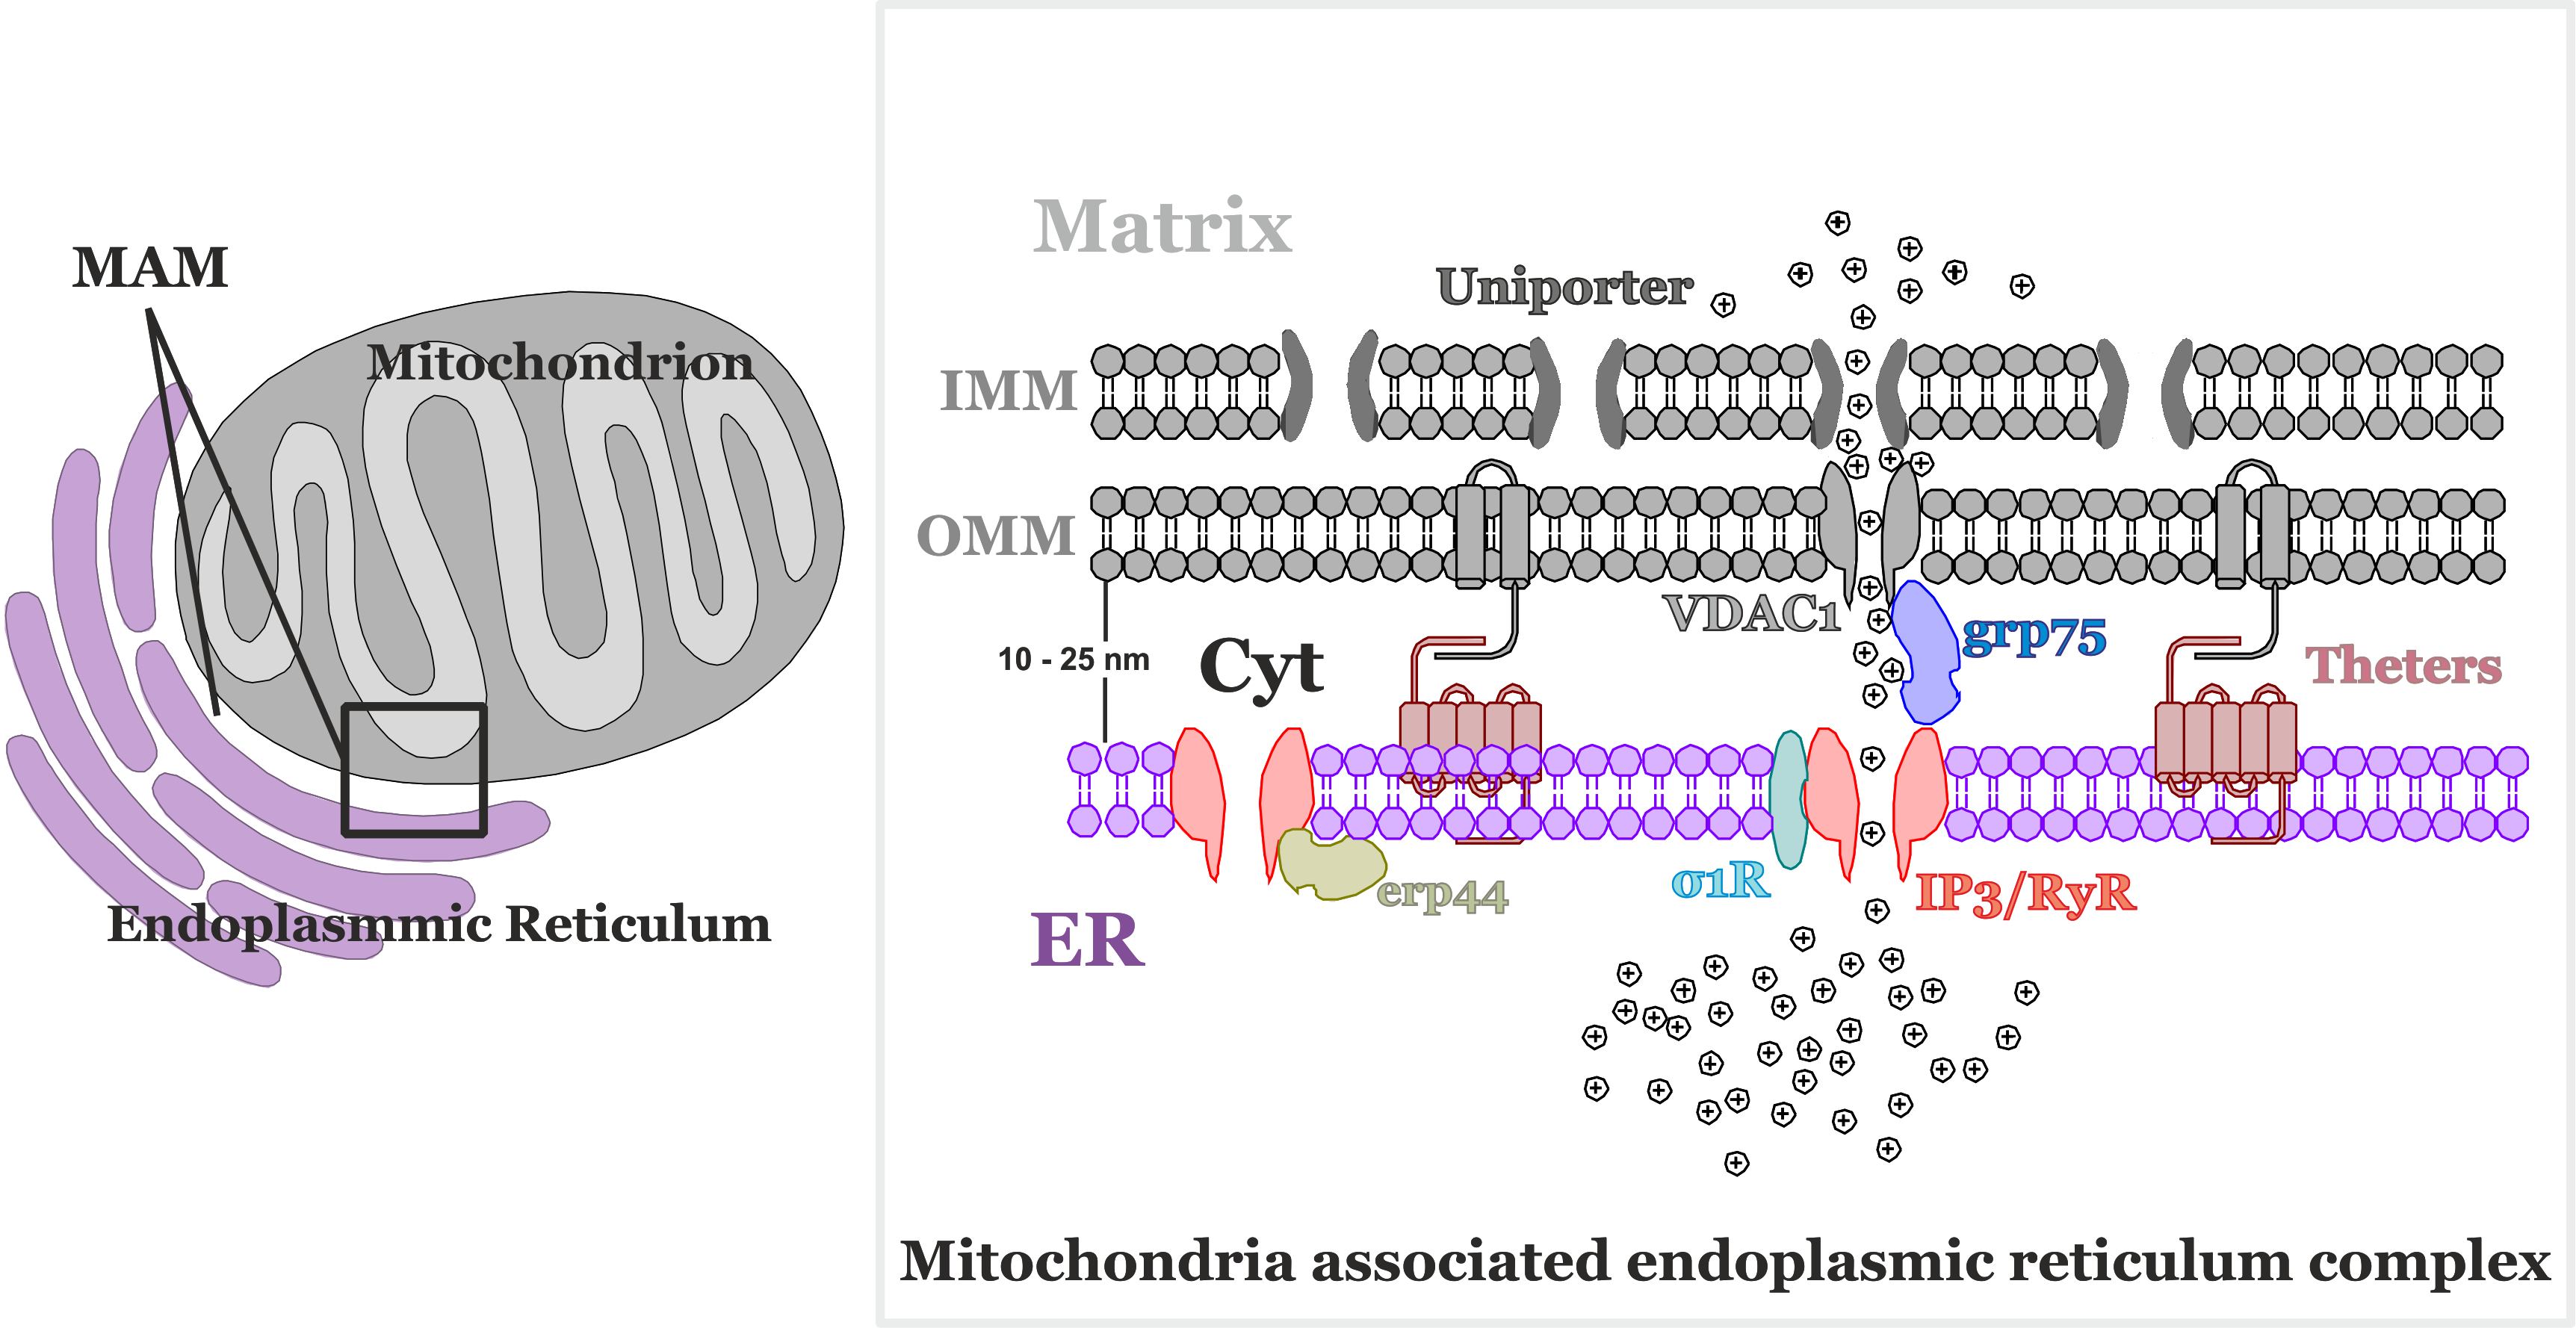 MAM
Mitochondrion
Endoplasmmic Reticulum
Matrix
Uniporter
IMM
OMM
VDAC1
grp75
10 - 25 nm
Cyt
Theters
σ1R
IP3/RyR
erp44
ER
Mitochondria associated endoplasmic reticulum complex